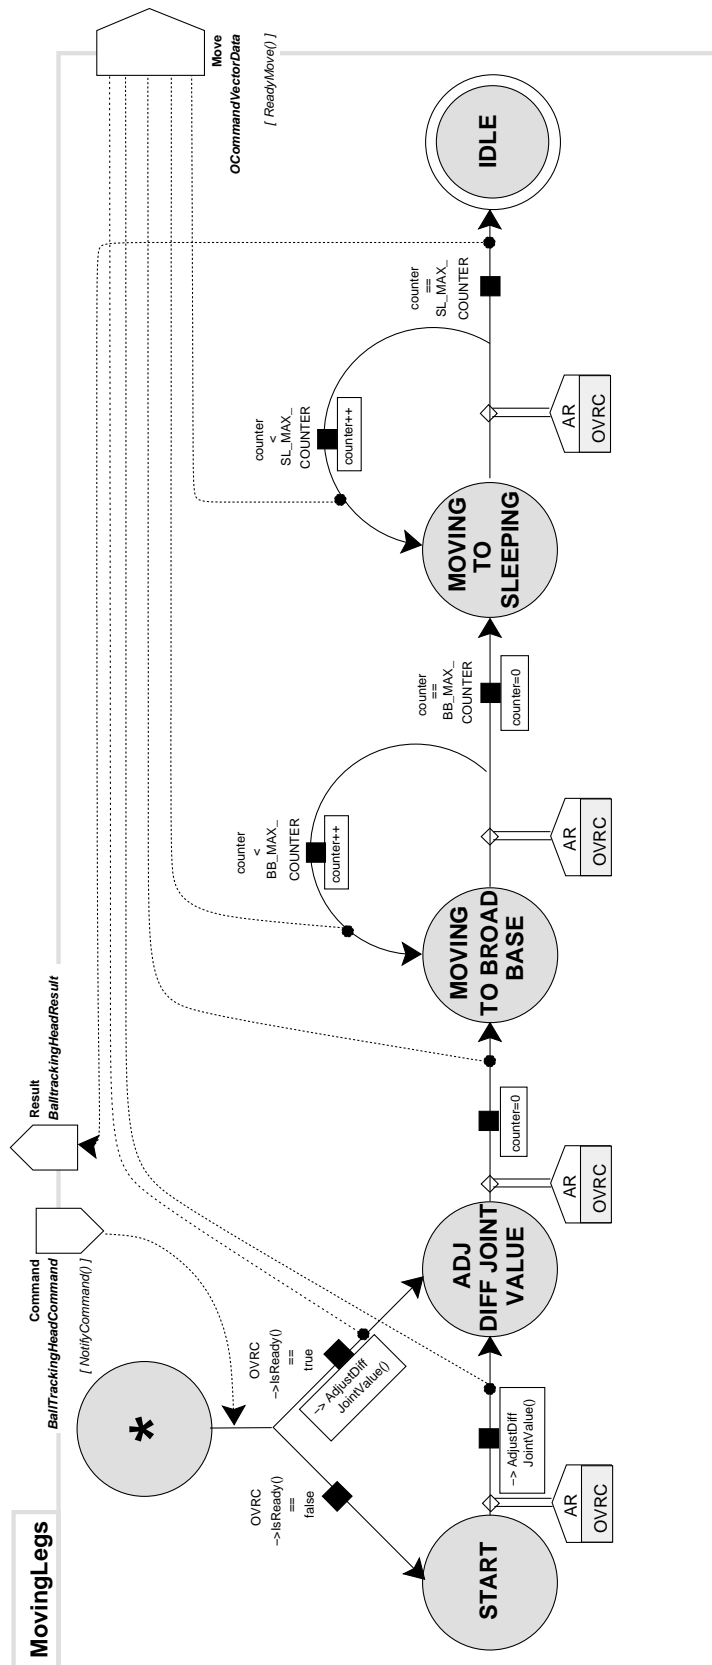 MovingLegs
Command
BallTrackingHeadCommand
[ NotifyCommand() ]
Result
BalltrackingHeadResult
Move
OCommandVectorData
[ ReadyMove() ]
*
OVRC
->IsReady()
==
false
OVRC
->IsReady()
==
true
-> AdjustDiff
JointValue()
START
AR
OVRC
-> AdjustDiff
JointValue()
ADJ
DIFF JOINT
VALUE
AR
OVRC
counter=0
MOVING
TO BROAD
BASE
counter
<
BB_MAX_
COUNTER
counter++
AR
OVRC
counter
==
BB_MAX_
COUNTER
counter=0
MOVING
TO
SLEEPING
counter
<
SL_MAX_
COUNTER
counter++
AR
OVRC
counter
==
SL_MAX_
COUNTER
IDLE